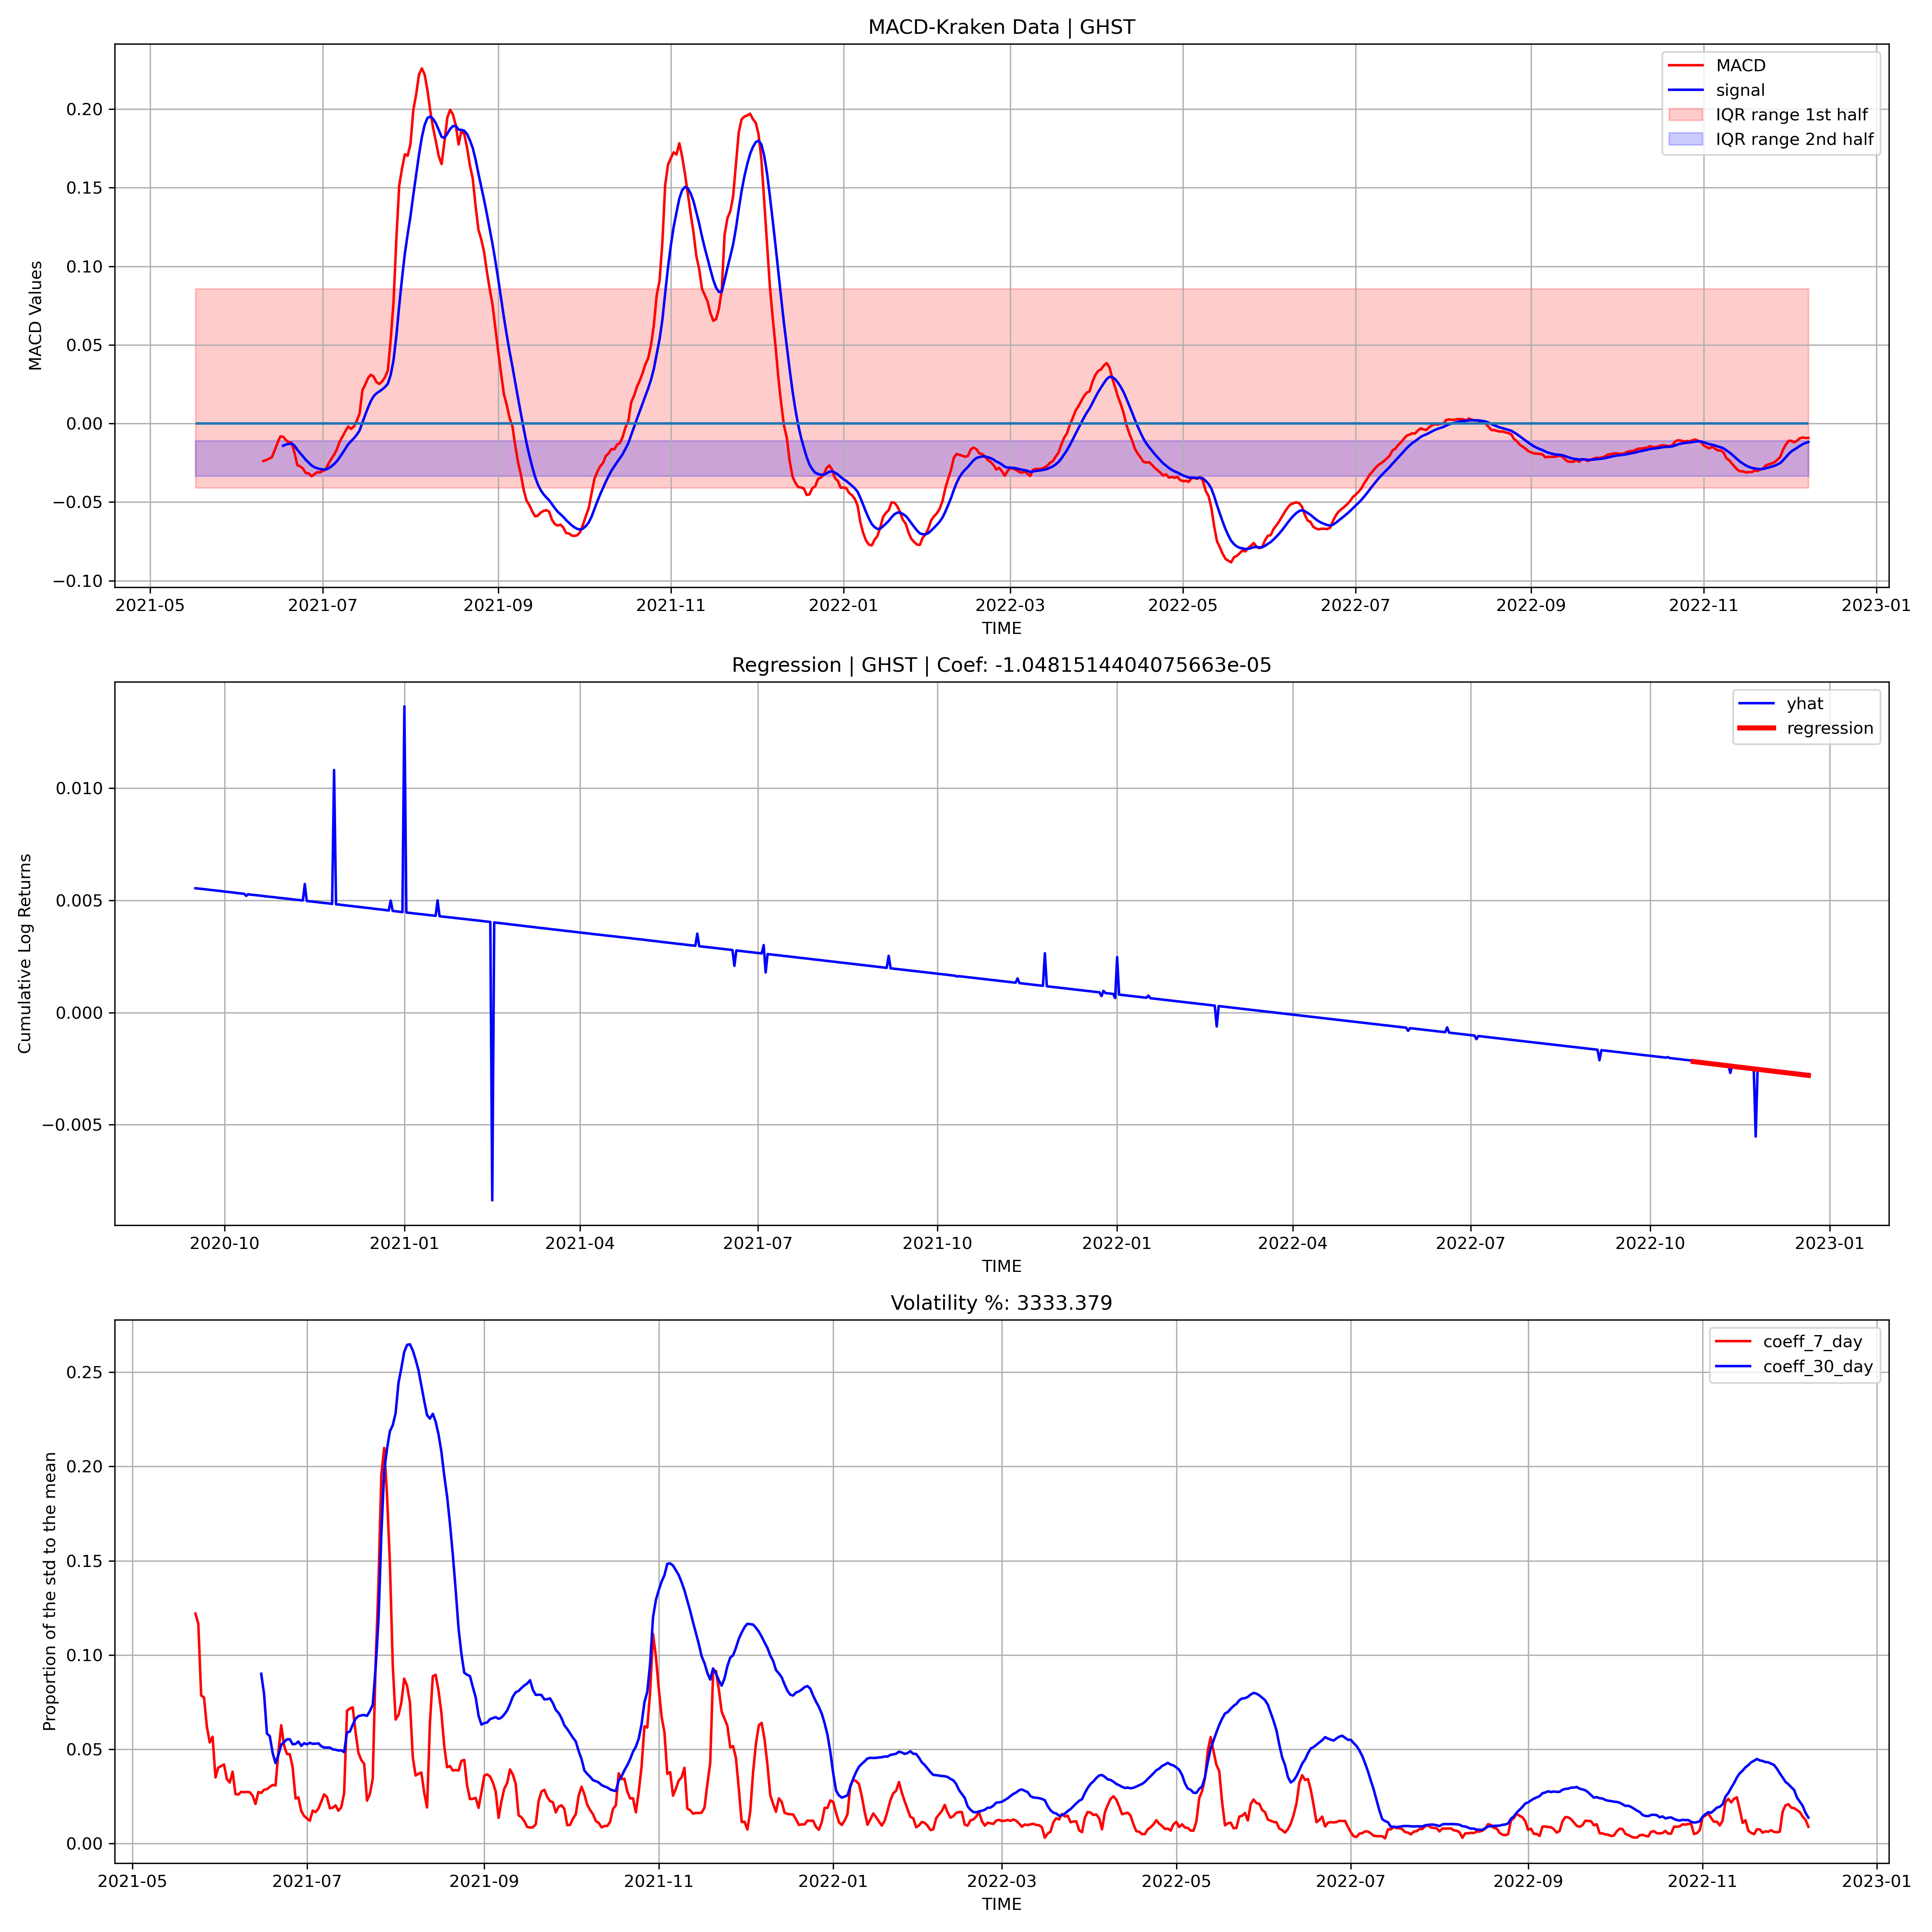 MACD-Kraken Data | GHST
MACD
signal
IQR range 1st half
IQR range 2nd half
MACD Values
0.20
0.15
0.10
0.05
0.00
−0.05
−0.10
2021-05 2021-07 2021-09 2021-11 2022-01 2022-03 2022-05 2022-07 2022-09 2022-11 2023-01
TIME
Regression | GHST | Coef: -1.0481514404075663e-05
yhat
regression
Cumulative Log Returns
0.010
0.005
0.000
−0.005
2020-10 2021-01 2021-04 2021-07 2021-10 2022-01 2022-04 2022-07 2022-10 2023-01
TIME
Volatility %: 3333.379
coeff_7_day
coeff_30_day
Proportion of the std to the mean
0.25
0.20
0.15
0.10
0.05
0.00
2021-05 2021-07 2021-09 2021-11 2022-01 2022-03 2022-05 2022-07 2022-09 2022-11 2023-01
TIME